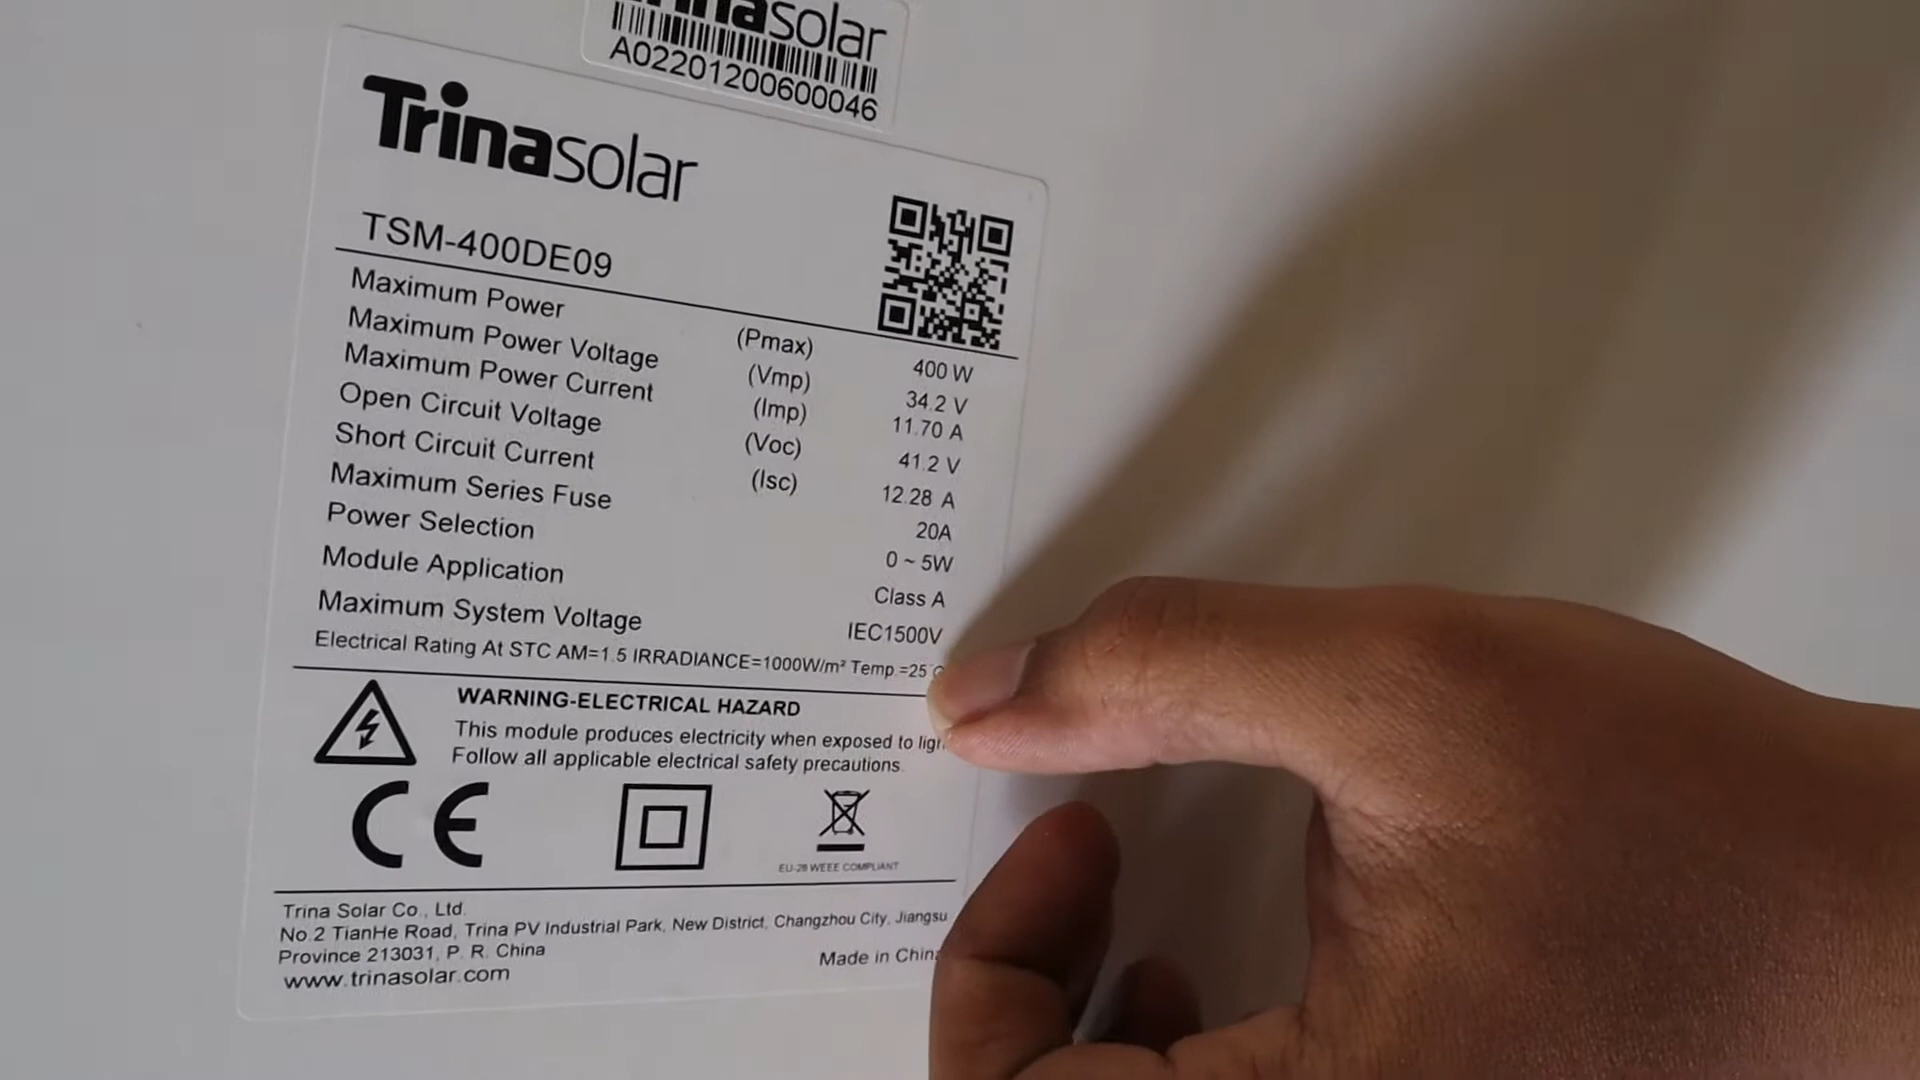 Trinasolar
A02201200600046
Trinasolar
TSM-400DE09
Maximum Power (Pmax) 400 W
Maximum Power Voltage (Vmp) 34.2 V
Maximum Power Current (Imp) 11.70 A
Open Circuit Voltage (Voc) 41.2 V
Short Circuit Current (Isc) 12.28 A
Maximum Series Fuse 20A
Power Selection 0 ~ 5W
Module Application Class A
Maximum System Voltage IEC1500V
Electrical Rating At STC AM=1.5 IRRADIANCE=1000W/m² Temp.=25
WARNING-ELECTRICAL HAZARD
This module produces electricity when exposed to
Follow all applicable electrical safety precautions.
CE
EU-28 WEEE COMPLIANT
Trina Solar Co., Ltd.
No.2 TianHe Road, Trina PV Industrial Park, New District, Changzhou City, Jiangsu
Province 213031, P. R. China
Made in China
www.trinasolar.com